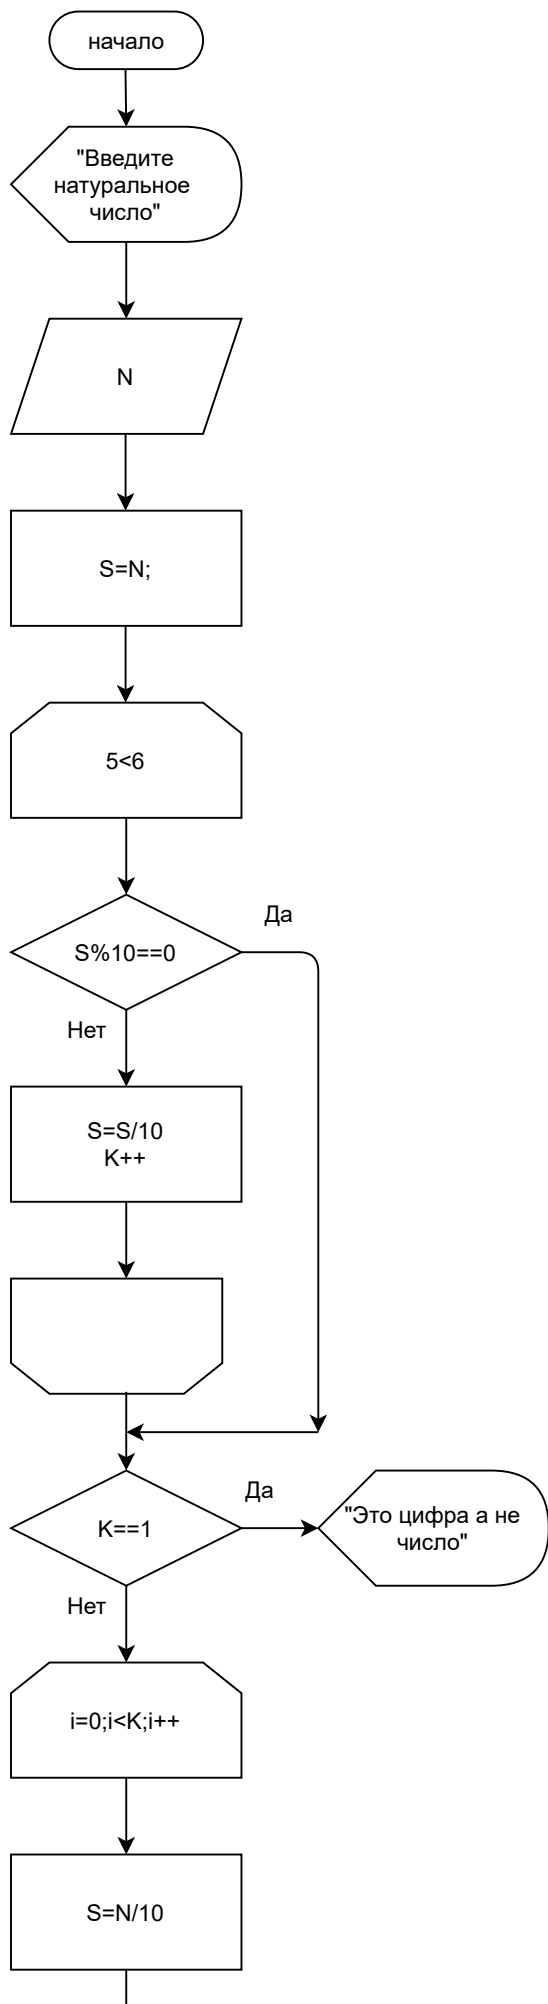 начало
"Введите
натуральное
число"
N
S=N;
5<6
Да
S%10==0
Нет
S=S/10
K++
Да
K==1
"Это цифра а не
число"
Нет
i=0;i<K;i++
S=N/10